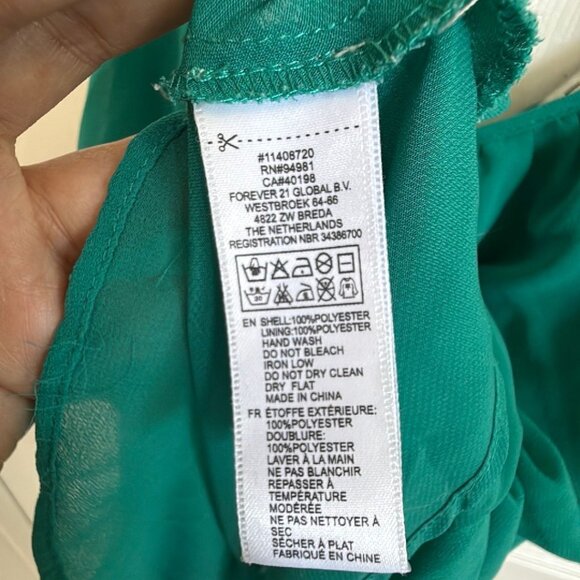 #11406720
RN#94981
CA#40198
FOREVER 21 GLOBAL B.V.
WESTBROEK 64-66
4822 ZW BREDA
THE NETHERLANDS
REGISTRATION NBR 34386700
EN SHELL:100%POLYESTER
LINING:100%POLYESTER
HAND WASH
DO NOT BLEACH
IRON LOW
DO NOT DRY CLEAN
DRY FLAT
MADE IN CHINA
FR ÉTOFFE EXTÉRIEURE:
100%POLYESTER
DOUBLURE:
100%POLYESTER
LAVER À LA MAIN
NE PAS BLANCHIR
REPASSER À
TEMPÉRATURE
MODÉRÉE
NE PAS NETTOYER À
SEC
SÉCHER À PLAT
FABRIQUÉ EN CHINE